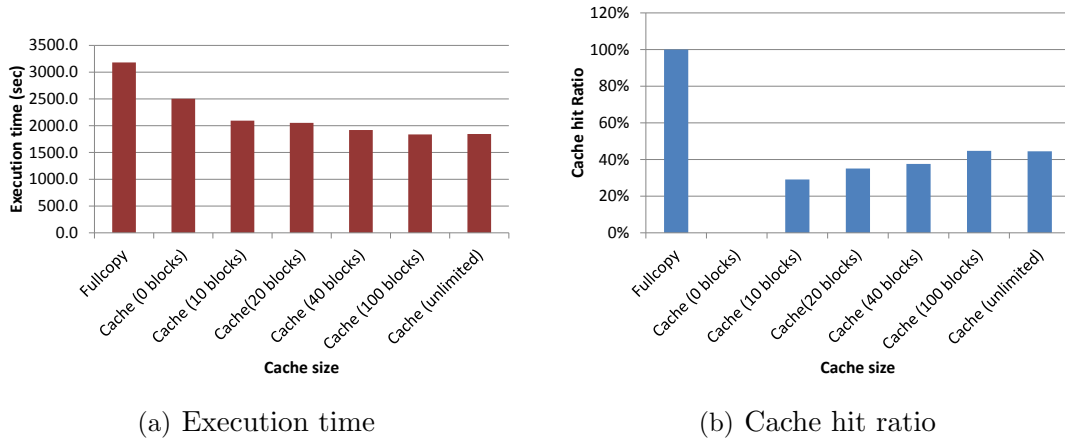 3500.0
3000.0
2500.0
2000.0
1500.0
1000.0
500.0
0.0
Execution time (sec)
Fullcopy
Cache (0 blocks)
Cache (10 blocks)
Cache(20 blocks)
Cache (40 blocks)
Cache (100 blocks)
Cache (unlimited)
Cache size
(a) Execution time
120%
100%
80%
60%
40%
20%
0%
Cache hit Ratio
Fullcopy
Cache (0 blocks)
Cache (10 blocks)
Cache(20 blocks)
Cache (40 blocks)
Cache (100 blocks)
Cache (unlimited)
Cache size
(b) Cache hit ratio